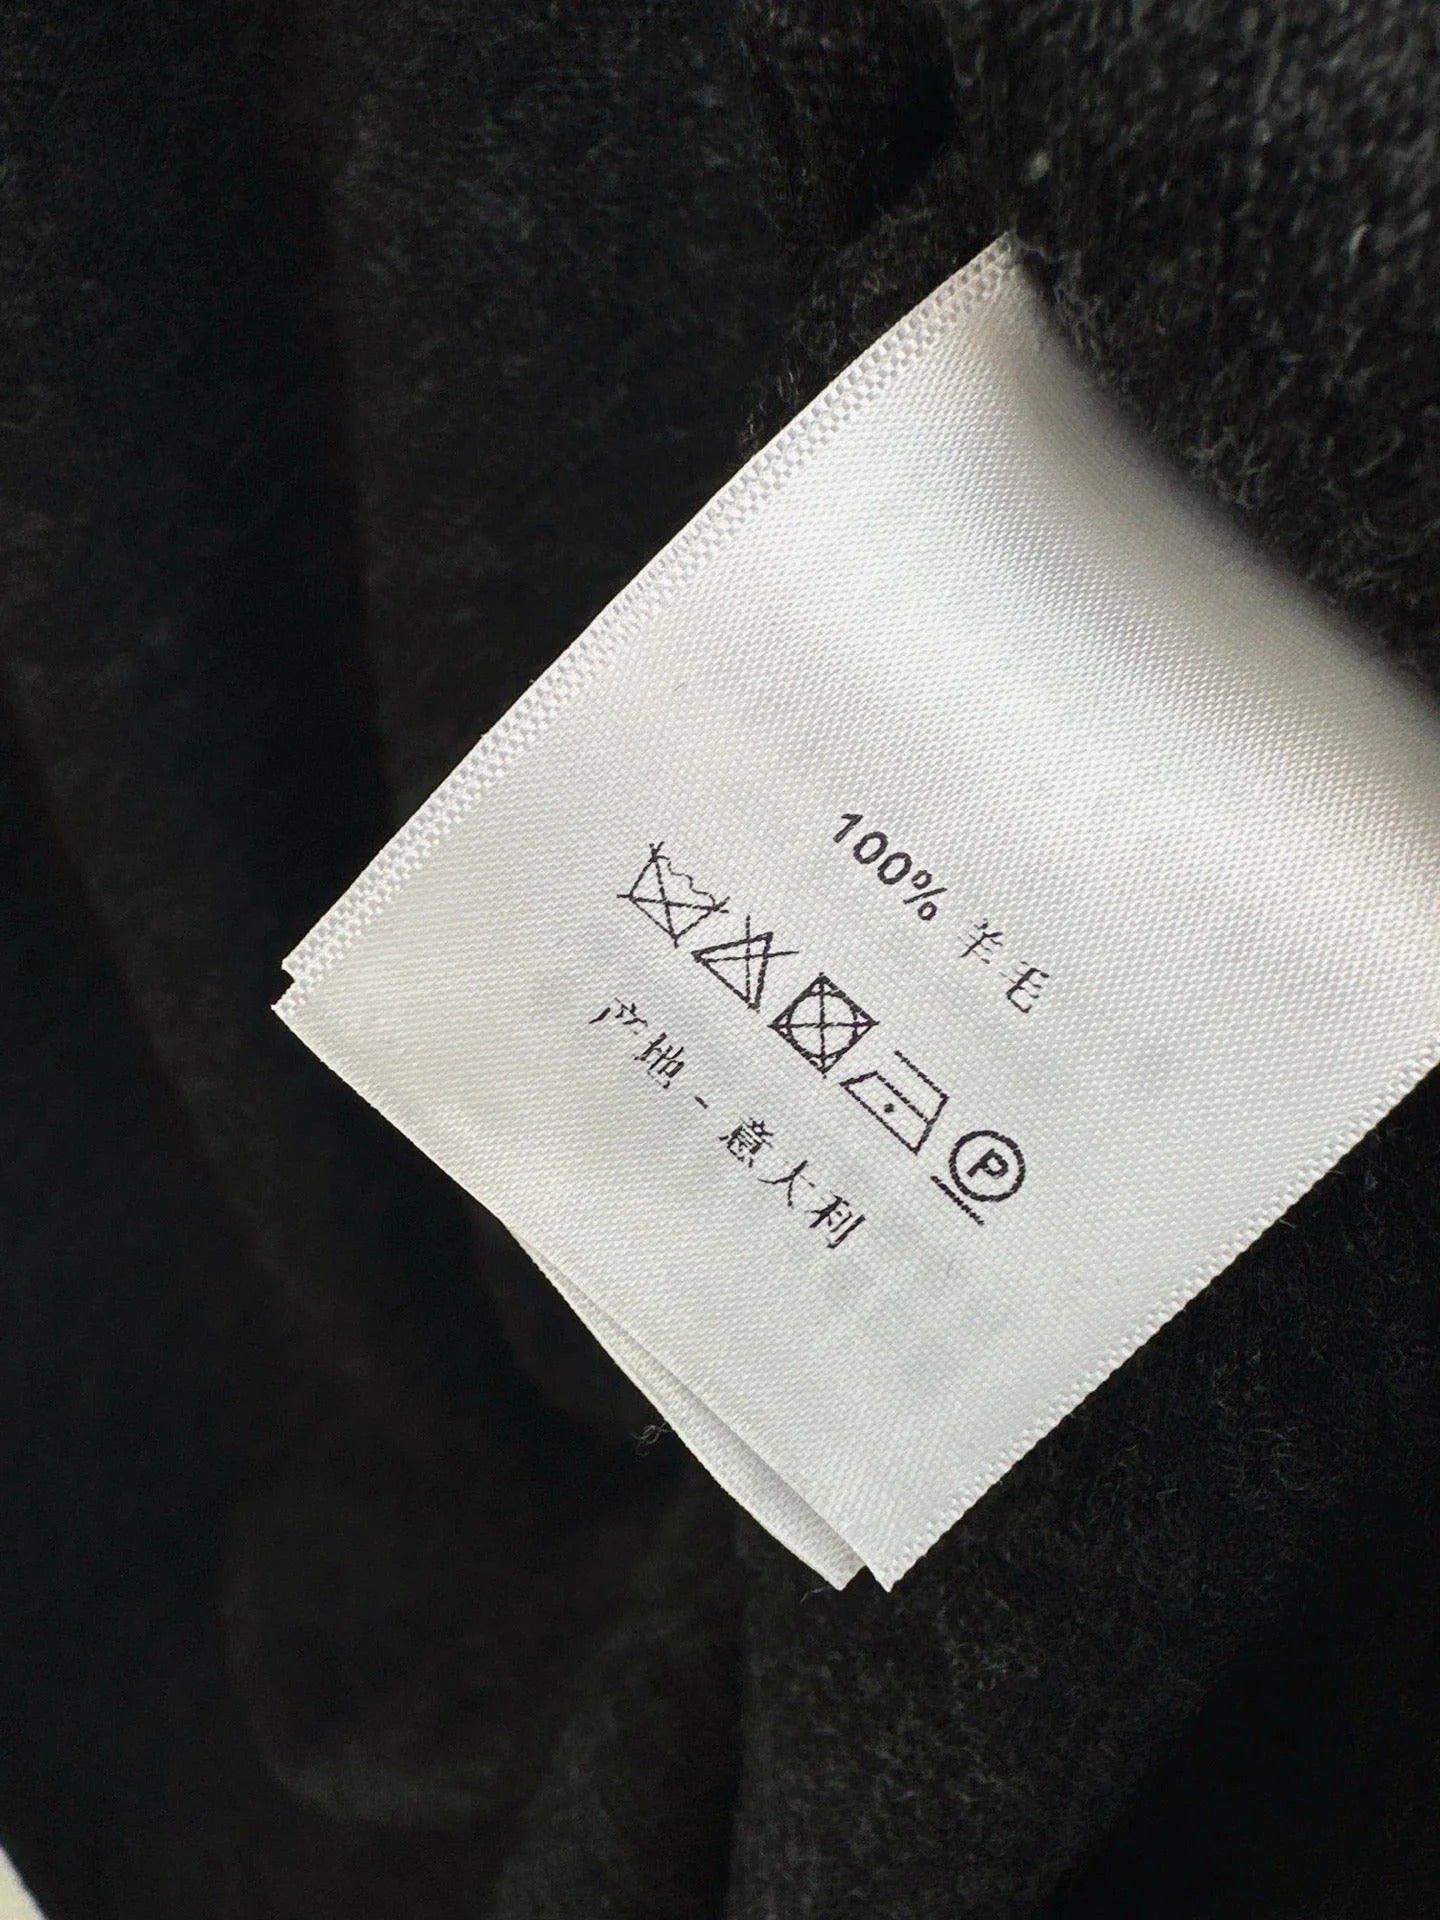 100% 羊毛
P
产地 - 意大利